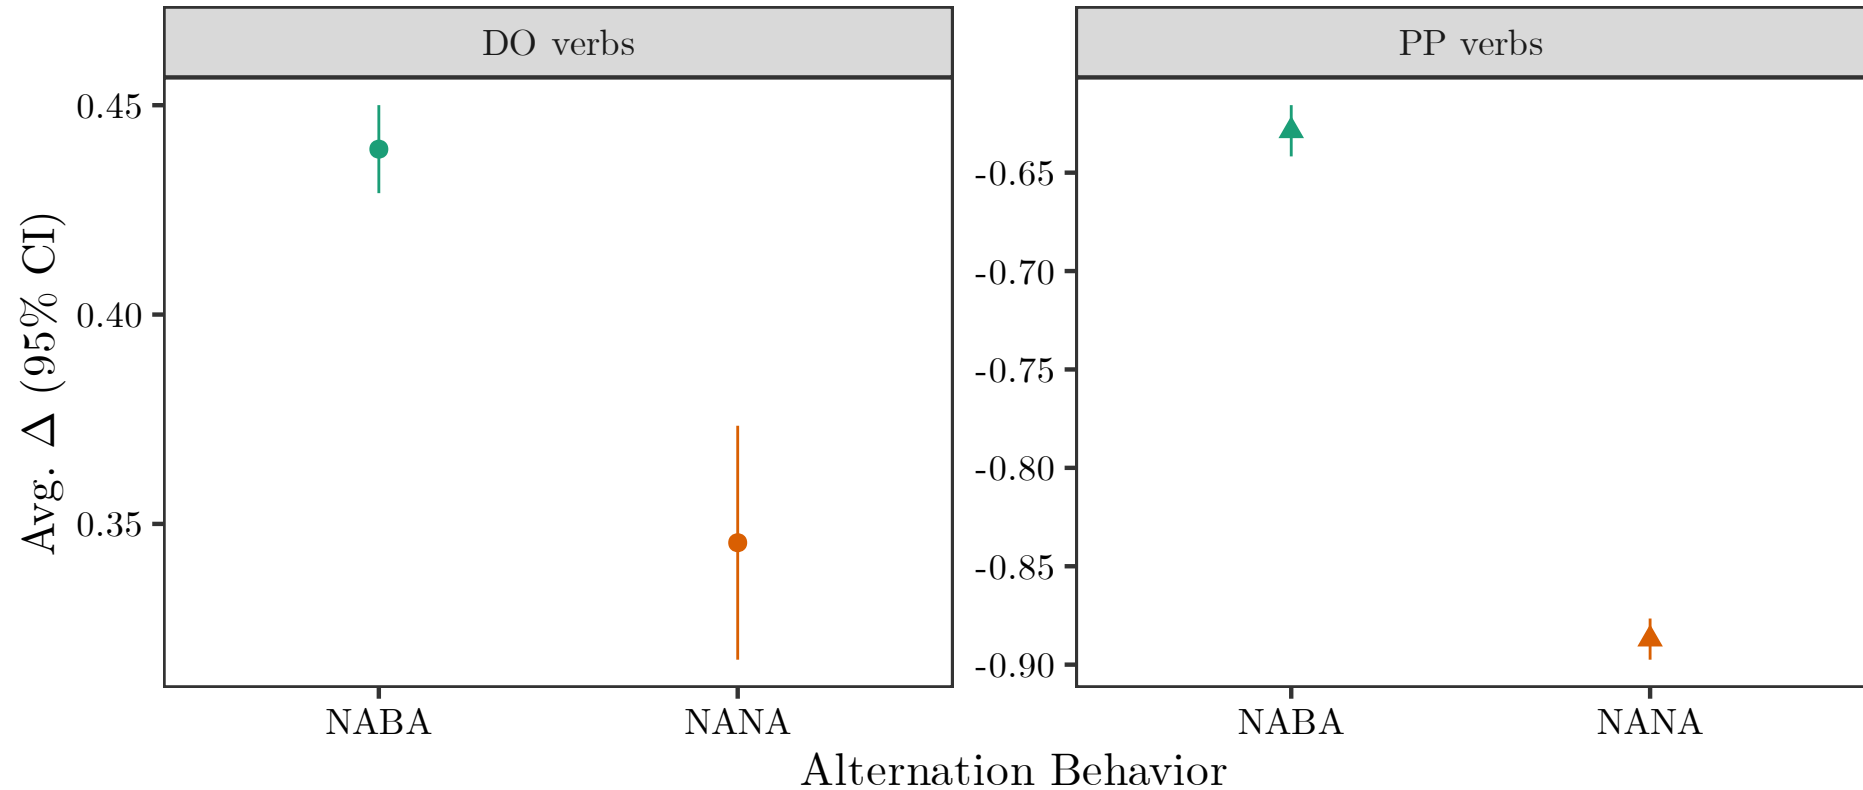 DO verbs
PP verbs
Avg. Δ (95% CI)
0.45
0.40
0.35
-0.65
-0.70
-0.75
-0.80
-0.85
-0.90
NABA
NANA
NABA
NANA
Alternation Behavior